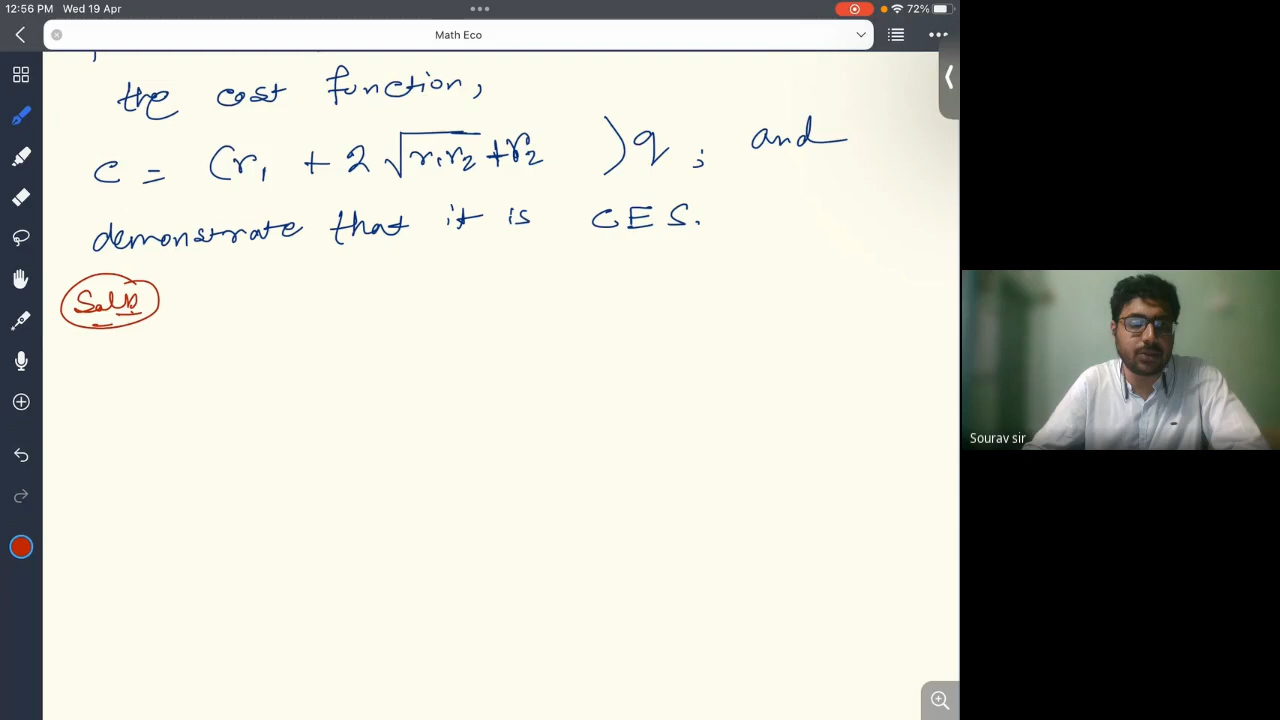 12:56 PM Wed 19 Apr
72%
Math Eco
the cost function,
c = (r₁ + 2 √r₁r₂ + r₂ ) q ; and
demonstrate that it is CES.
Soln
Sourav sir